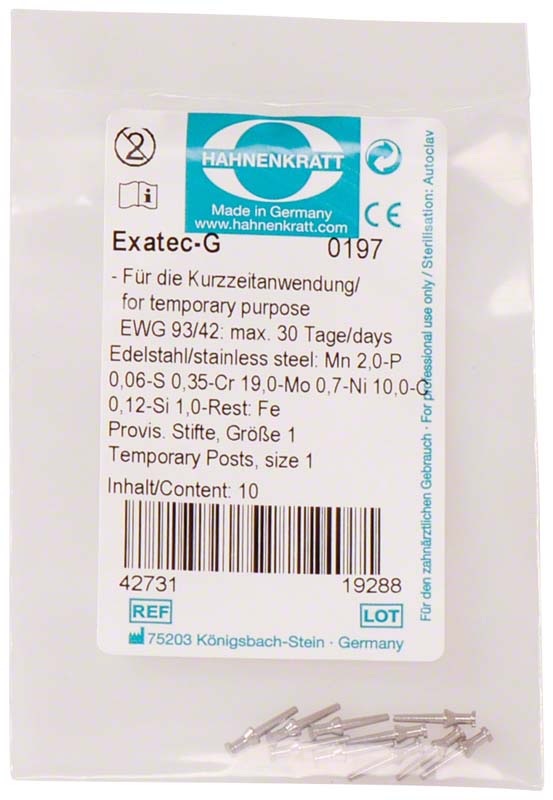 HAHNENKRATT
Made in Germany
www.hahnenkratt.com
2
i
CE
Exatec-G 0197
- Für die Kurzzeitanwendung/
for temporary purpose
EWG 93/42: max. 30 Tage/days
Edelstahl/stainless steel: Mn 2,0-P
0,06-S 0,35-Cr 19,0-Mo 0,7-Ni 10,0-C
0,12-Si 1,0-Rest: Fe
Provis. Stifte, Größe 1
Temporary Posts, size 1
Inhalt/Content: 10
42731 19288
REF LOT
75203 Königsbach-Stein · Germany
Für den zahnärztlichen Gebrauch · For professional use only / Sterilisation: Autoclav